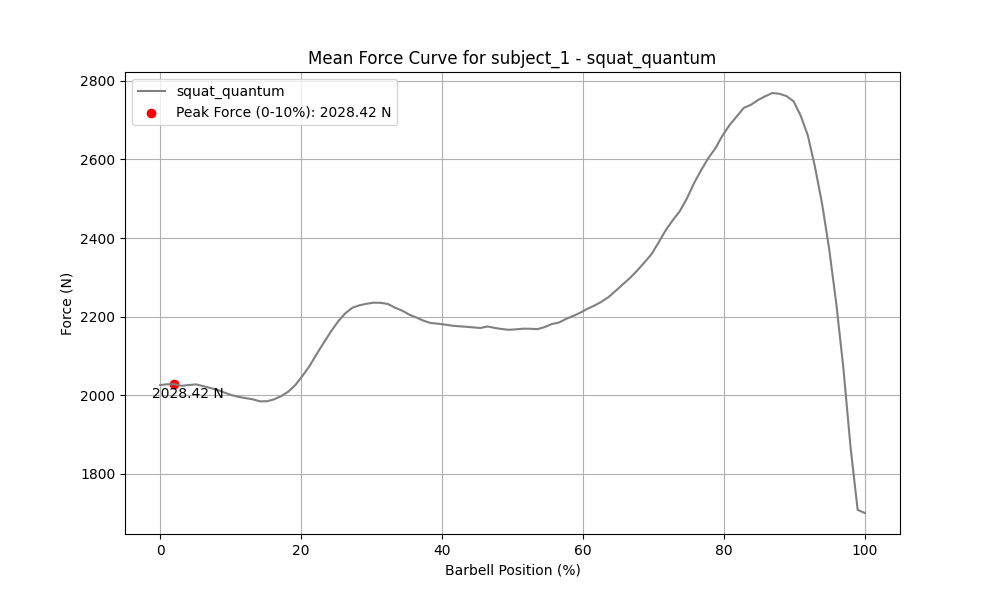 Mean Force Curve for subject_1 - squat_quantum
squat_quantum
Peak Force (0-10%): 2028.42 N
2028.42 N
Force (N)
2800
2600
2400
2200
2000
1800
0 20 40 60 80 100
Barbell Position (%)